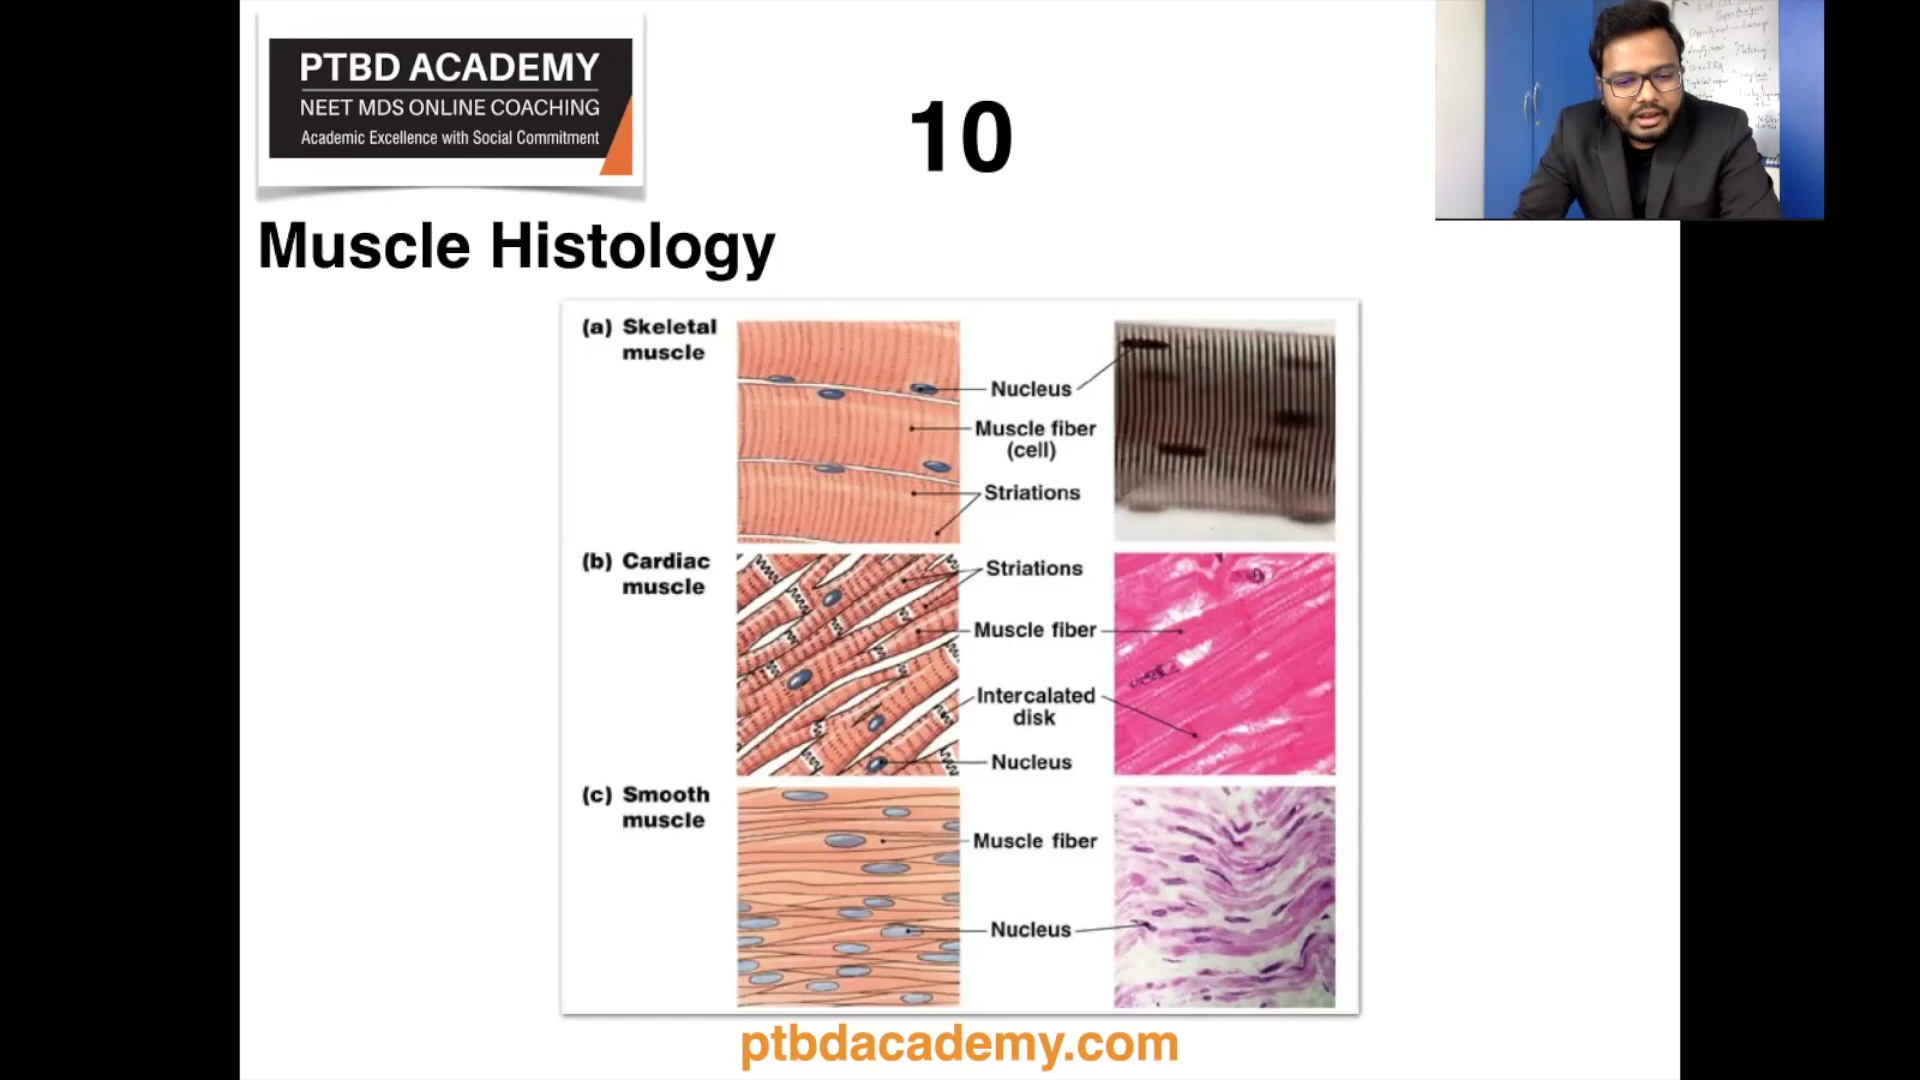 PTBD ACADEMY
NEET MDS ONLINE COACHING
Academic Excellence with Social Commitment
10
Muscle Histology
(a) Skeletal
muscle
Nucleus
Muscle fiber
(cell)
Striations
(b) Cardiac
muscle
Striations
Muscle fiber
Intercalated
disk
Nucleus
(c) Smooth
muscle
Muscle fiber
Nucleus
ptbdacademy.com